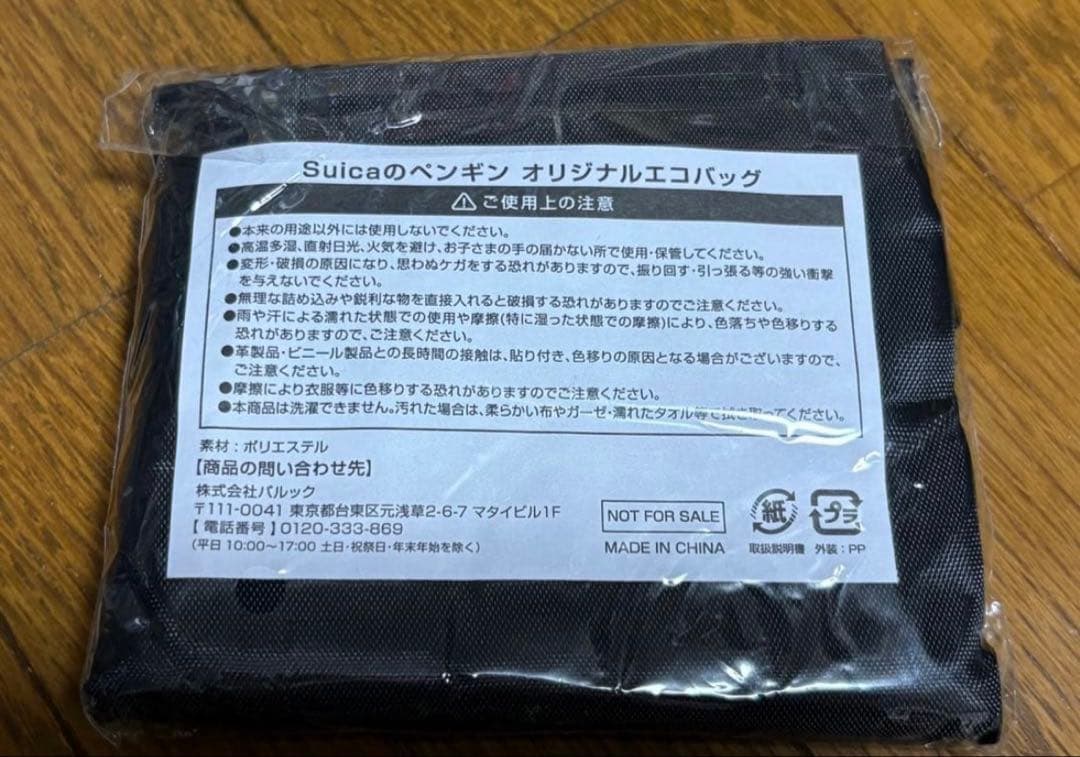 Suicaのペンギン オリジナルエコバッグ
⚠ご使用上の注意
●本来の用途以外には使用しないでください。
●高温多湿、直射日光、火気を避け、お子さまの手の届かない所で使用・保管してください。
●変形・破損の原因になり、思わぬケガをする恐れがありますので、振り回す・引っ張る等の強い衝撃
を与えないでください。
●無理な詰め込みや鋭利な物を直接入れると破損する恐れがありますのでご注意ください。
●雨や汗による濡れた状態での使用や摩擦(特に湿った状態での摩擦)により、色落ちや色移りする
恐れがありますので、ご注意ください。
●革製品・ビニール製品との長時間の接触は、貼り付き、色移りの原因となる場合がございますので、
ご注意ください。
●摩擦により衣服等に色移りする恐れがありますのでご注意ください。
●本商品は洗濯できません。汚れた場合は、柔らかい布やガーゼ・濡れたタオル等で拭き取ってください。
素材:ポリエステル
【商品の問い合わせ先】
株式会社パルック
〒111-0041 東京都台東区元浅草2-6-7 マタイビル1F
【電話番号】0120-333-869
(平日 10:00~17:00 土日・祝祭日・年末年始を除く)
NOT FOR SALE
MADE IN CHINA
紙
取扱説明書
プラ
外装:PP